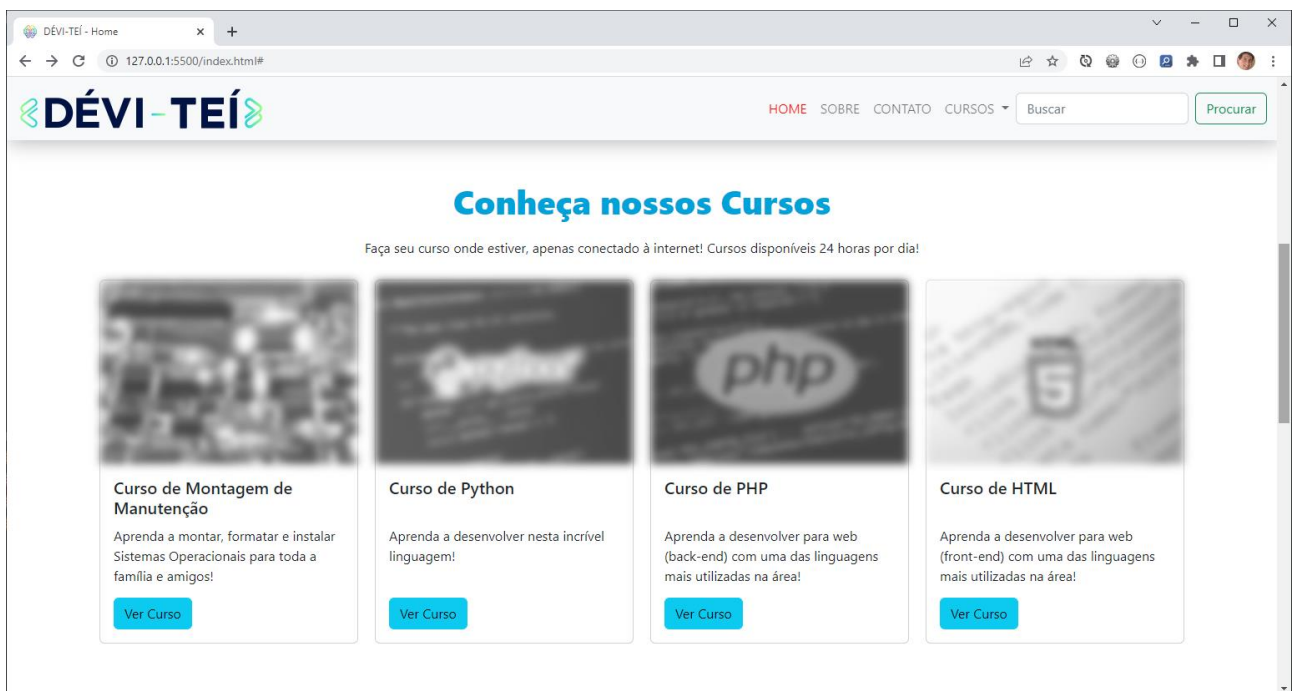 DÉVI-TEÍ - Home
127.0.0.1:5500/index.html#
DÉVI-TEÍ
HOME SOBRE CONTATO CURSOS Buscar Procurar
Conheça nossos Cursos
Faça seu curso onde estiver, apenas conectado à internet! Cursos disponíveis 24 horas por dia!
php
HTML
5
Curso de Montagem de
Manutenção
Aprenda a montar, formatar e instalar
Sistemas Operacionais para toda a
família e amigos!
Ver Curso
Curso de Python
Aprenda a desenvolver nesta incrível
linguagem!
Ver Curso
Curso de PHP
Aprenda a desenvolver para web
(back-end) com uma das linguagens
mais utilizadas na área!
Ver Curso
Curso de HTML
Aprenda a desenvolver para web
(front-end) com uma das linguagens
mais utilizadas na área!
Ver Curso